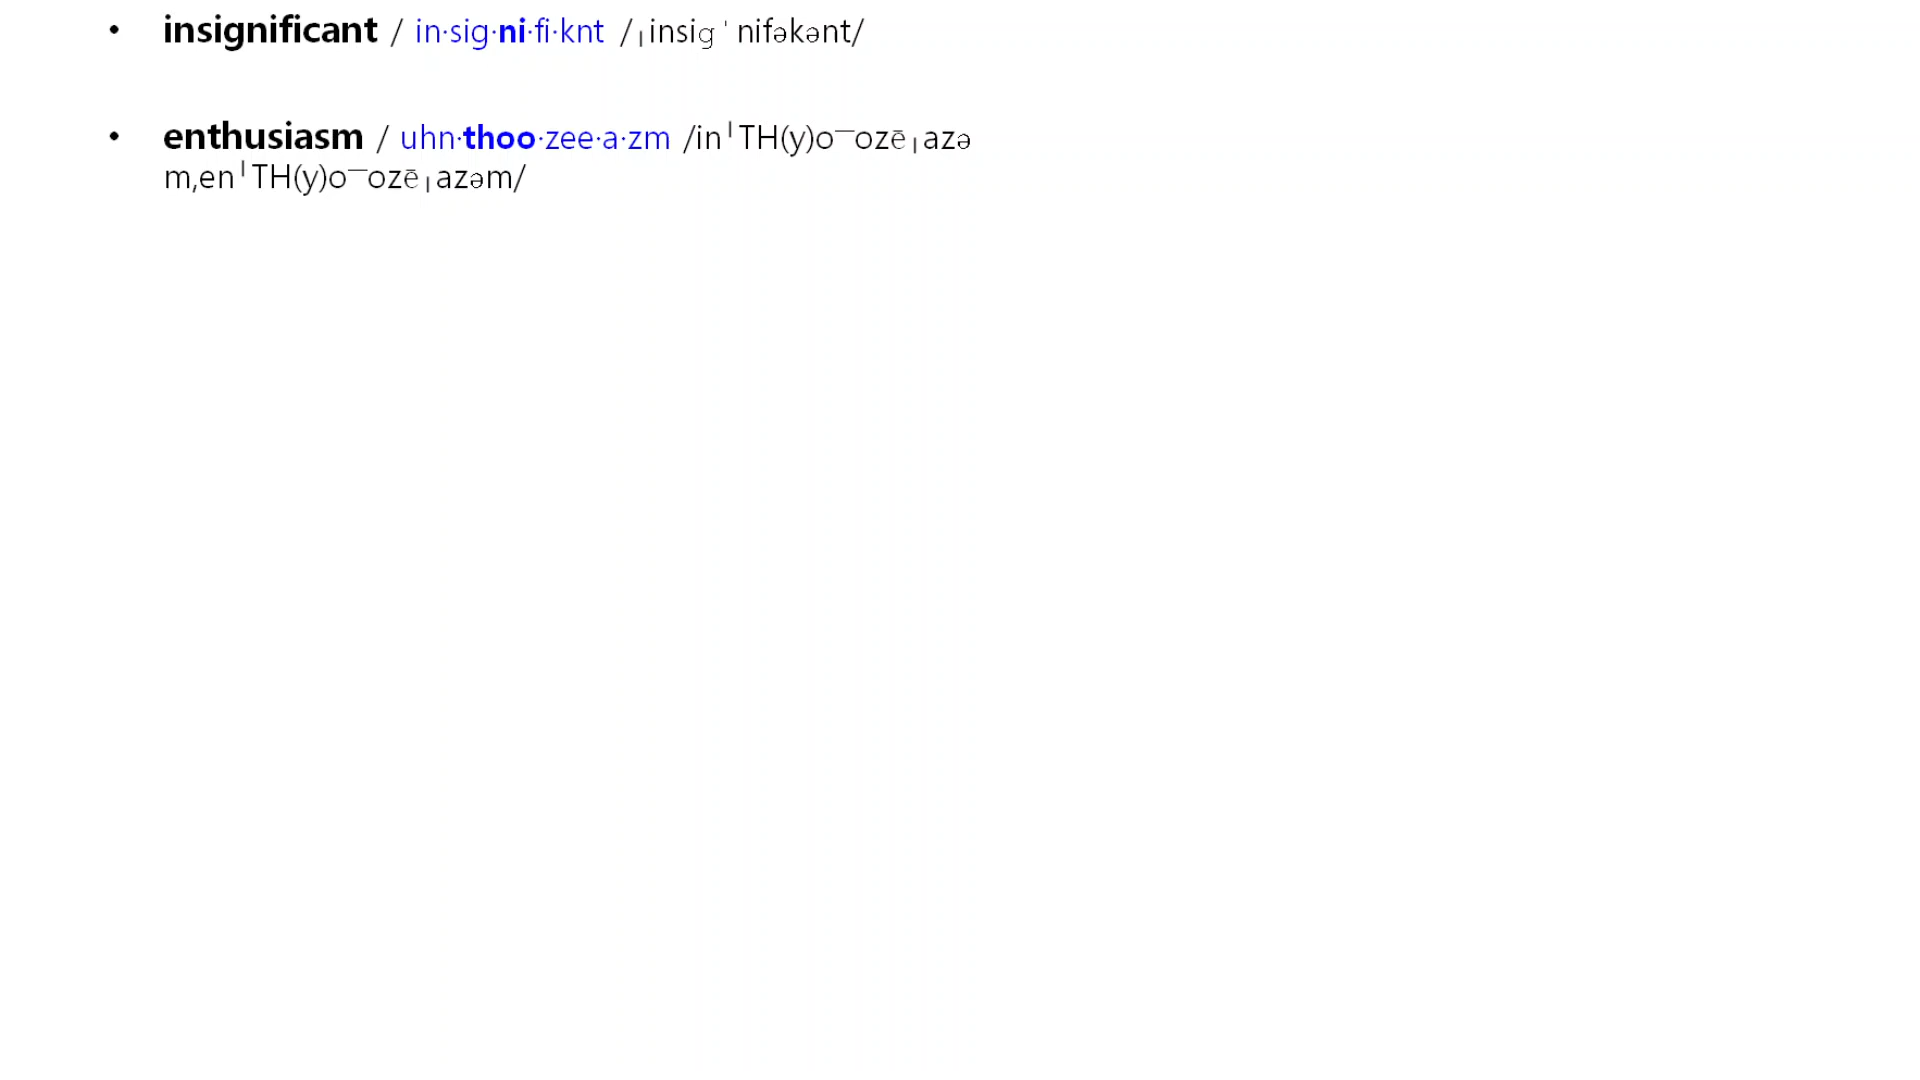 • insignificant / in·sig·ni·fi·knt /ˌinsigˈnifəkənt/
• enthusiasm / uhn·thoo·zee·a·zm /inˈTH(y)o͞ozēˌazə
m,enˈTH(y)o͞ozēˌazəm/